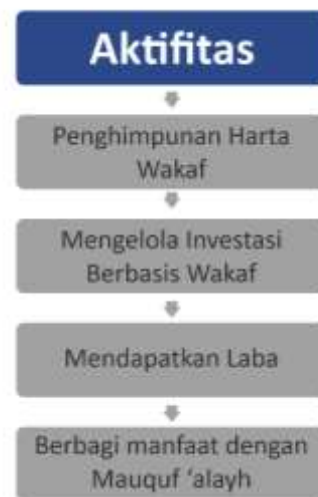 Aktifitas
Penghimpunan Harta
Wakaf
Mengelola Investasi
Berbasis Wakaf
Mendapatkan Laba
Berbagi manfaat dengan
Mauquf ‘alayh